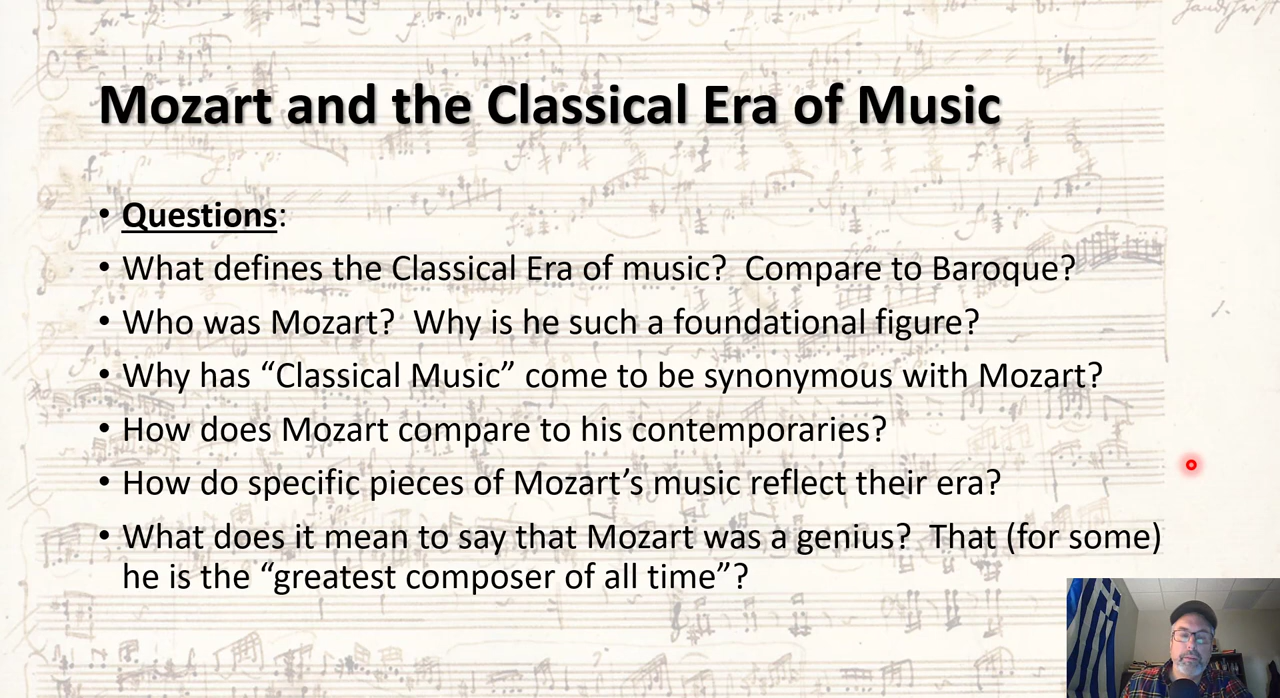 Mozart and the Classical Era of Music
• Questions:
• What defines the Classical Era of music?  Compare to Baroque?
• Who was Mozart?  Why is he such a foundational figure?
• Why has “Classical Music” come to be synonymous with Mozart?
• How does Mozart compare to his contemporaries?
• How do specific pieces of Mozart’s music reflect their era?
• What does it mean to say that Mozart was a genius?  That (for some)
he is the “greatest composer of all time”?